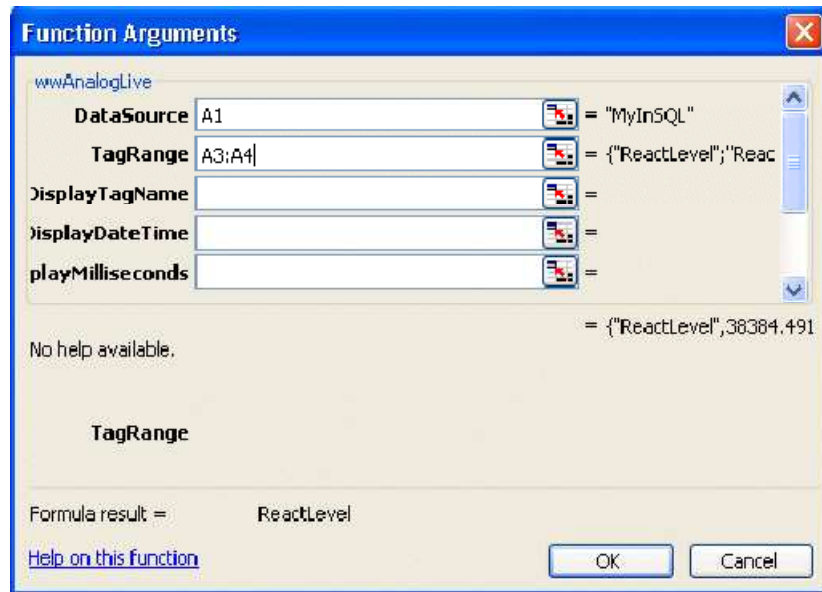 Function Arguments
wwAnalogLive
DataSource A1 = "MyInSQL"
TagRange A3:A4 = {"ReactLevel";"Reac
DisplayTagName =
DisplayDateTime =
playMilliseconds =
= {"ReactLevel",38384.491
No help available.
TagRange
Formula result = ReactLevel
Help on this function OK Cancel